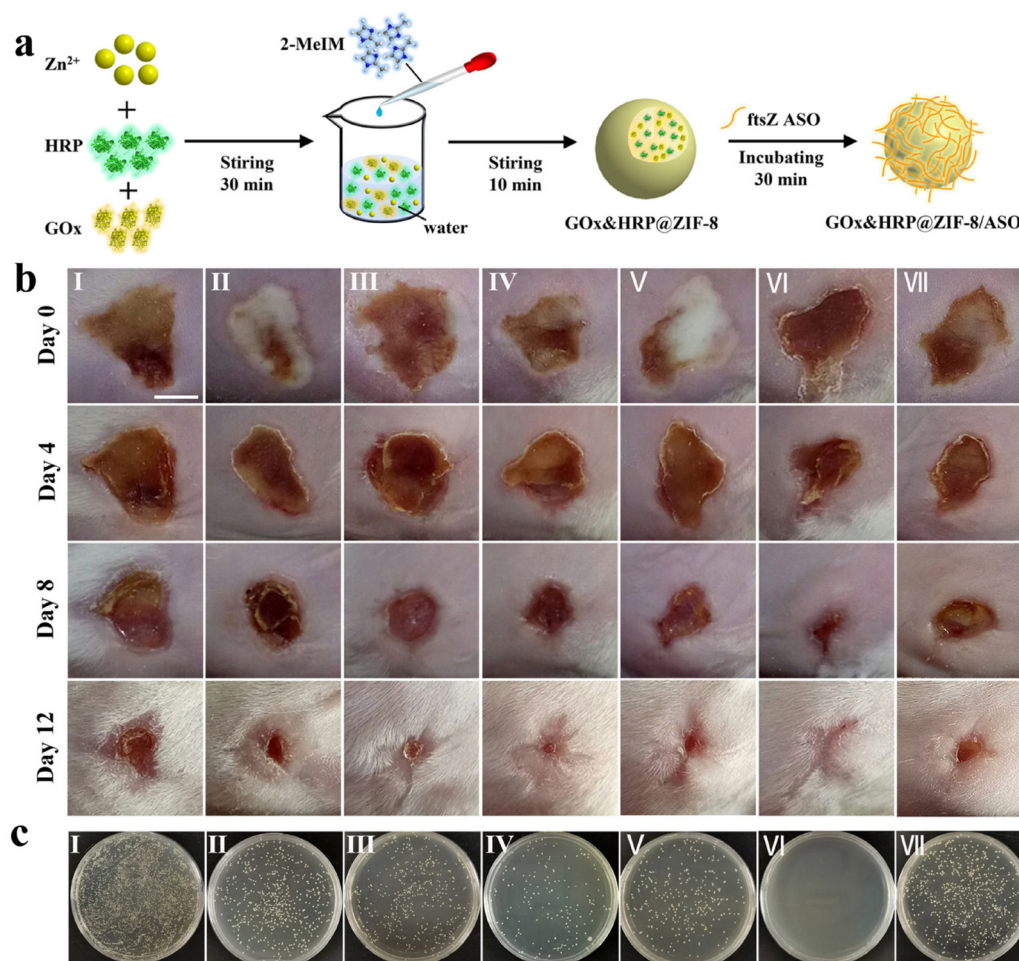 a
Zn²⁺
+
HRP
+
GOx
Stiring
30 min
2-MeIM
water
Stiring
10 min
GOx&HRP@ZIF-8
ftsZ ASO
Incubating
30 min
GOx&HRP@ZIF-8/ASO
b
I II III IV V VI VII
Day 0
Day 4
Day 8
Day 12
c
I II III IV V VI VII